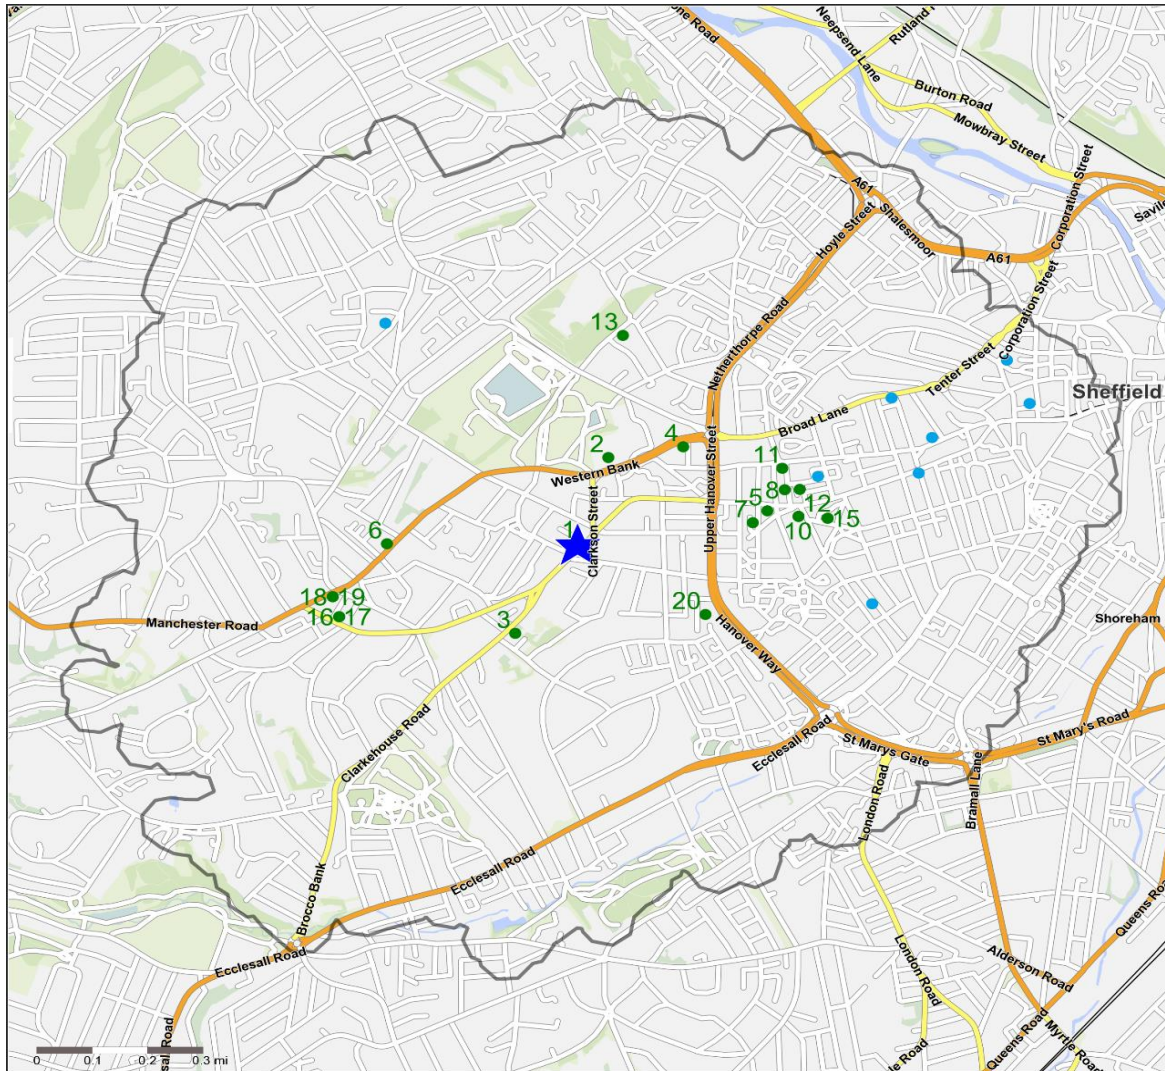 Neepsend Lane
Rutland
Burton Road
Mowbray Street
one Road
A61
Shalesmoor
Hoyle Street
A61
Corporation Street
Savile
Corporation Street
Netherthorpe Road
13
Tenter Street
Sheffield
Broad Lane
4
2
Western Bank
11
Upper Hanover Street
8
5
12
7
15
10
Clarkson Street
1
6
18 19
16 17
Manchester Road
3
20
Hanover Way
Shoreham
St Mary's Road
Ecclesall Road
St Marys Gate
Clarkehouse Road
London Road
Bramall Lane
Ecclesall Road
Brocco Bank
Ecclesall Road
London Road
Queens Ro
Alderson Road
Queens Road
Myrtle Road
le Road
sall Road
0 0.1 0.2 0.3 mi